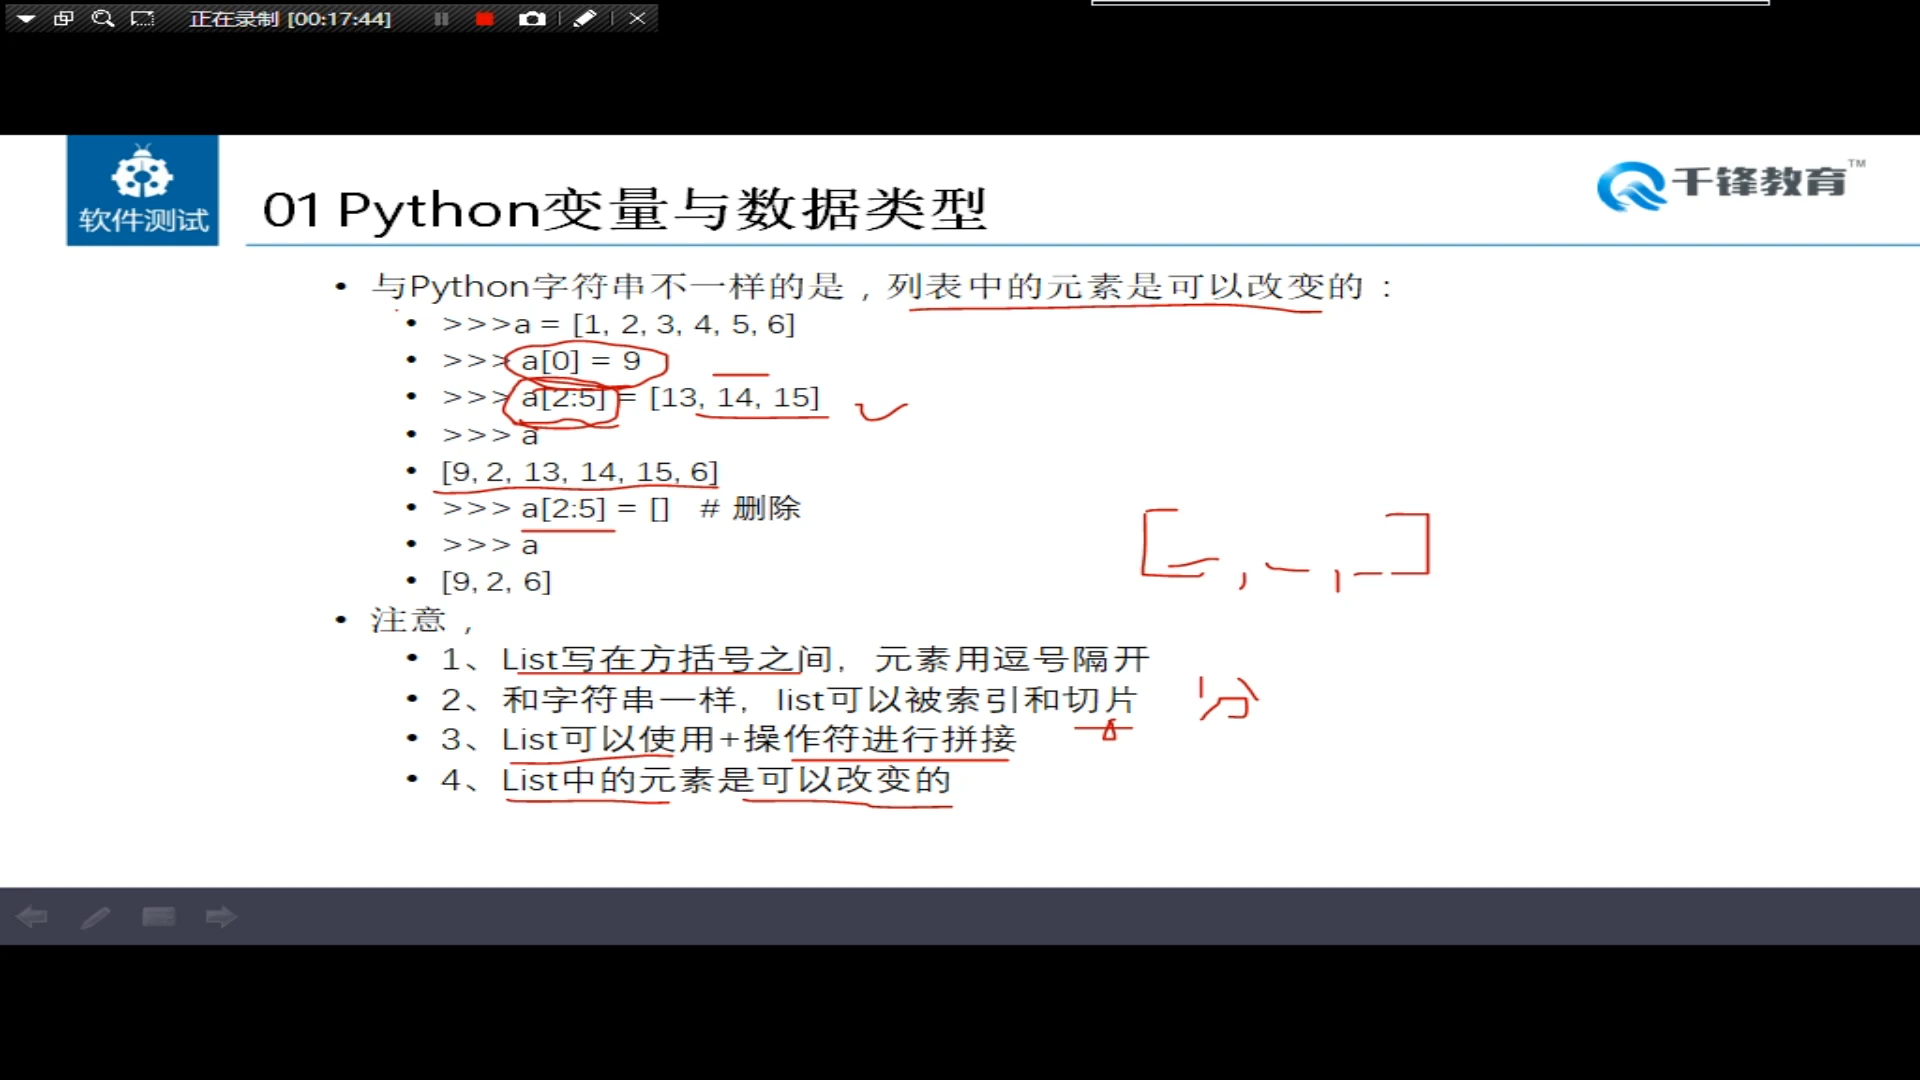 正在录制 [00:17:44]
软件测试
01 Python变量与数据类型
千锋教育™
• 与Python字符串不一样的是，列表中的元素是可以改变的：
• >>>a = [1, 2, 3, 4, 5, 6]
• >>> a[0] = 9
• >>> a[2:5] = [13, 14, 15]
• >>> a
• [9, 2, 13, 14, 15, 6]
• >>> a[2:5] = [] # 删除
• >>> a
• [9, 2, 6]
• 注意，
• 1、List写在方括号之间，元素用逗号隔开
• 2、和字符串一样，list可以被索引和切片
• 3、List可以使用+操作符进行拼接
• 4、List中的元素是可以改变的